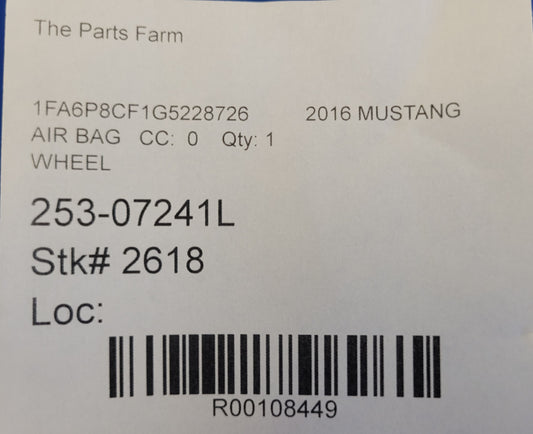 The Parts Farm
1FA6P8CF1G5228726 2016 MUSTANG
AIR BAG CC: 0 Qty: 1
WHEEL
253-07241L
Stk# 2618
Loc:
R00108449